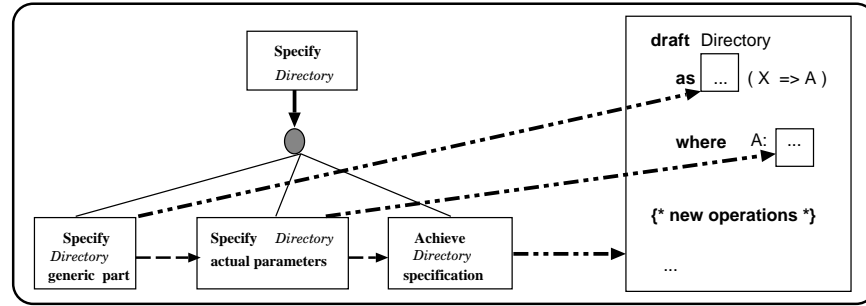 Specify
Directory
draft Directory
as ... ( X => A )
where A: ...
{* new operations *}
...
Specify
Directory
generic part
Specify Directory
actual parameters
Achieve
Directory
specification